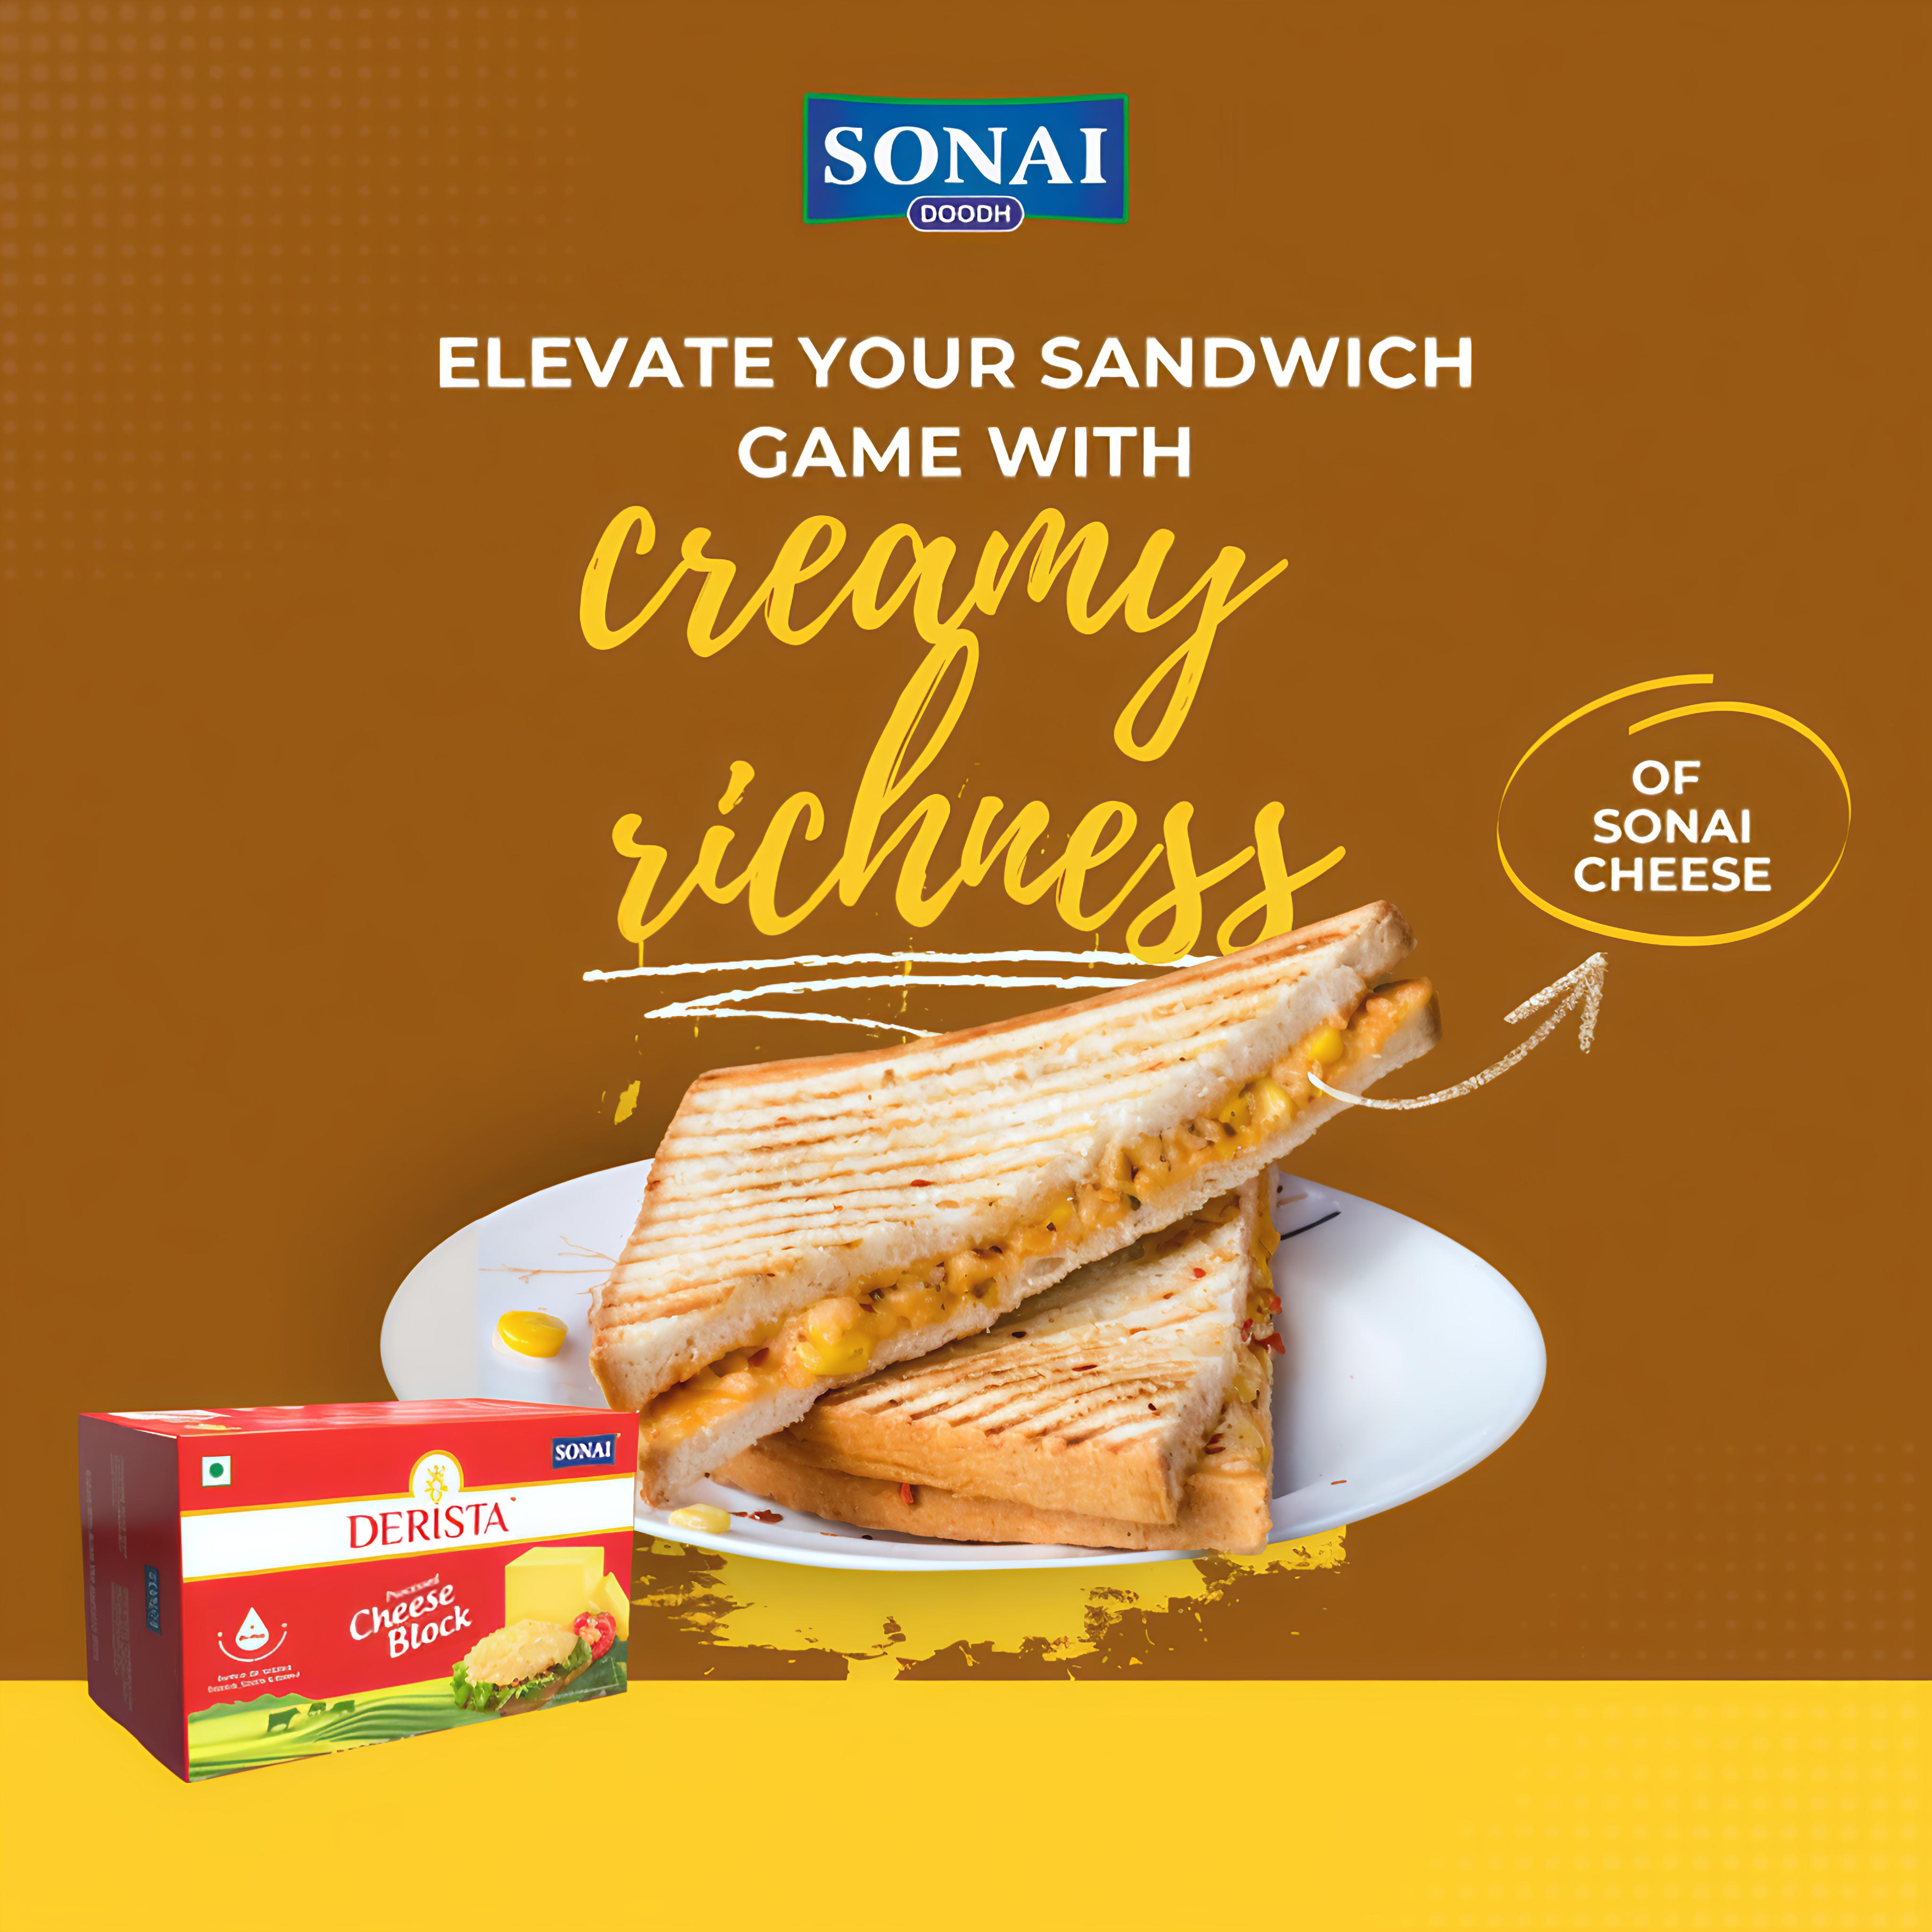 SONAI
DOODH
ELEVATE YOUR SANDWICH
GAME WITH
creamy
richness
OF
SONAI
CHEESE
SONAI
DERISTA
Processed
Cheese
Block